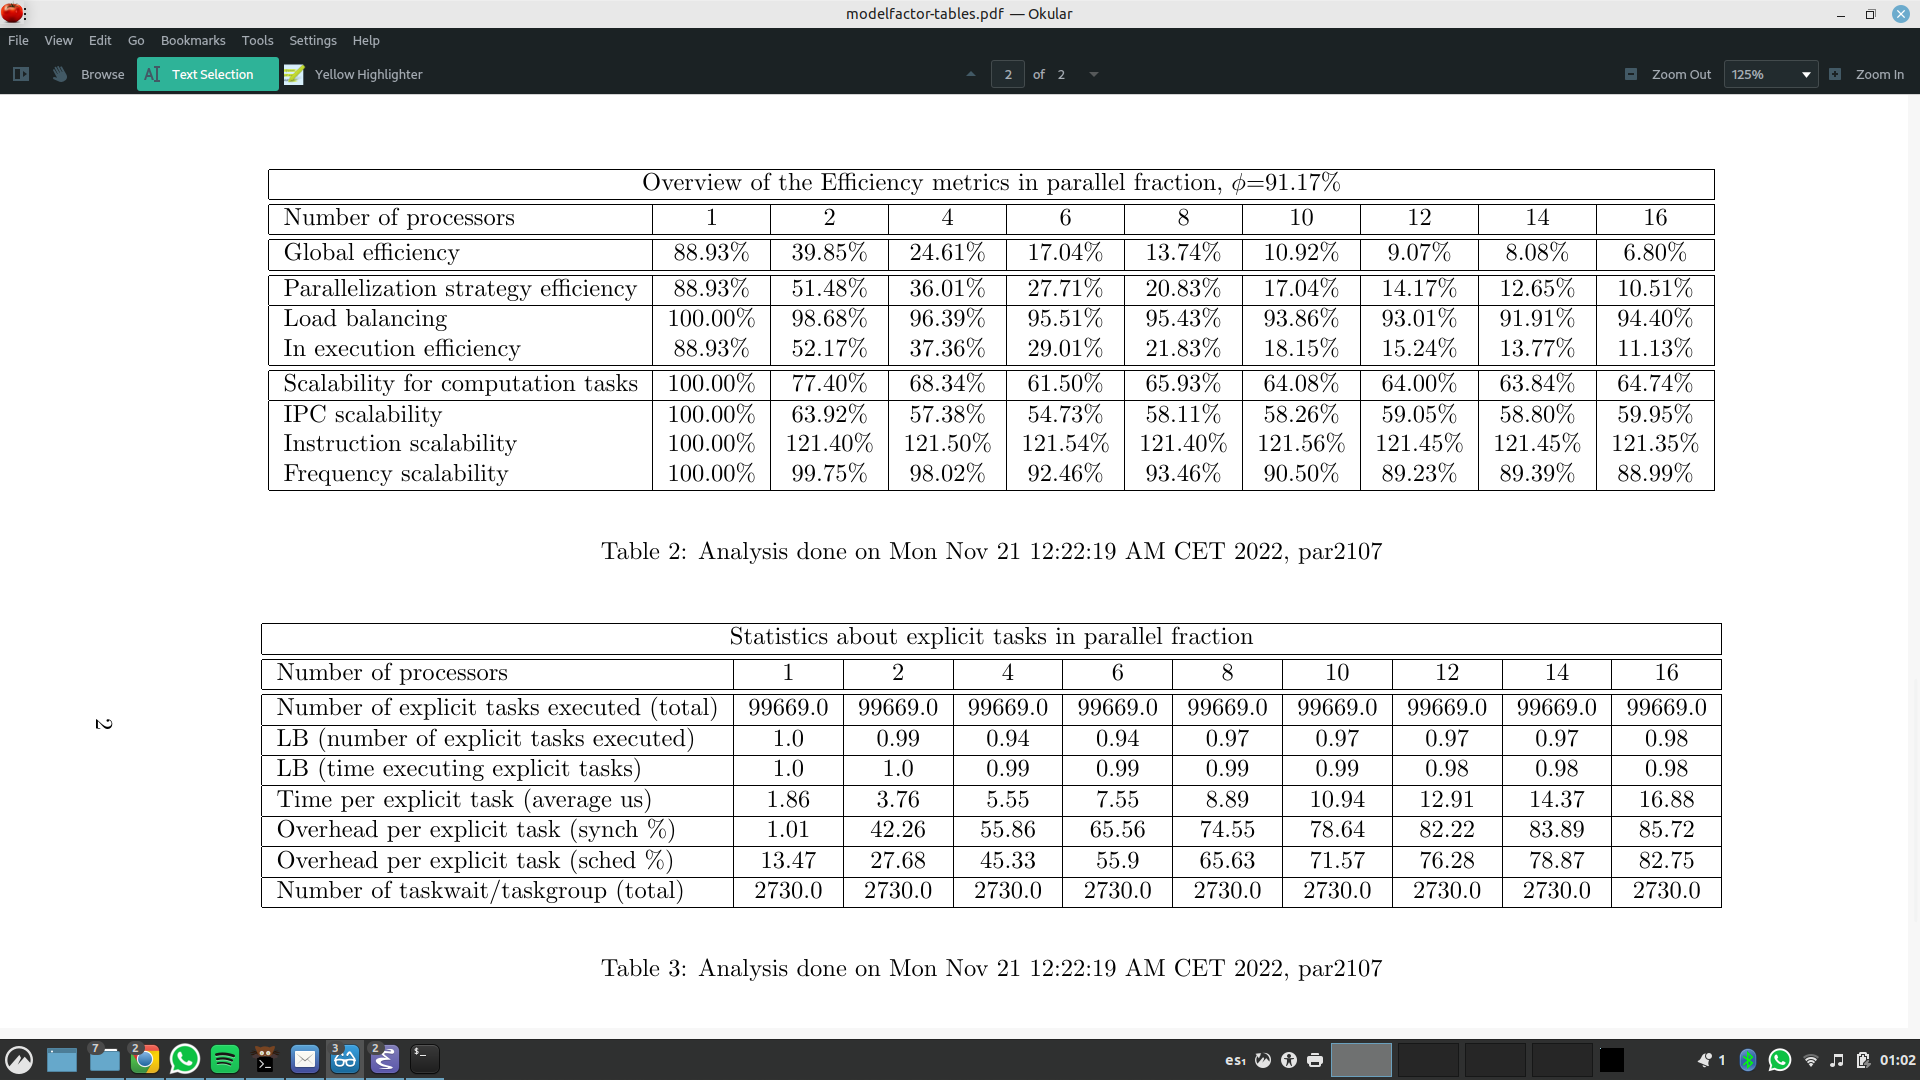 modelfactor-tables.pdf — Okular
File View Edit Go Bookmarks Tools Settings Help
Browse Text Selection Yellow Highlighter 2 of 2 Zoom Out 125% Zoom In
Overview of the Efficiency metrics in parallel fraction, ϕ=91.17%
Number of processors 1 2 4 6 8 10 12 14 16
Global efficiency 88.93% 39.85% 24.61% 17.04% 13.74% 10.92% 9.07% 8.08% 6.80%
Parallelization strategy efficiency 88.93% 51.48% 36.01% 27.71% 20.83% 17.04% 14.17% 12.65% 10.51%
Load balancing 100.00% 98.68% 96.39% 95.51% 95.43% 93.86% 93.01% 91.91% 94.40%
In execution efficiency 88.93% 52.17% 37.36% 29.01% 21.83% 18.15% 15.24% 13.77% 11.13%
Scalability for computation tasks 100.00% 77.40% 68.34% 61.50% 65.93% 64.08% 64.00% 63.84% 64.74%
IPC scalability 100.00% 63.92% 57.38% 54.73% 58.11% 58.26% 59.05% 58.80% 59.95%
Instruction scalability 100.00% 121.40% 121.50% 121.54% 121.40% 121.56% 121.45% 121.45% 121.35%
Frequency scalability 100.00% 99.75% 98.02% 92.46% 93.46% 90.50% 89.23% 89.39% 88.99%
Table 2: Analysis done on Mon Nov 21 12:22:19 AM CET 2022, par2107
Statistics about explicit tasks in parallel fraction
Number of processors 1 2 4 6 8 10 12 14 16
Number of explicit tasks executed (total) 99669.0 99669.0 99669.0 99669.0 99669.0 99669.0 99669.0 99669.0 99669.0
LB (number of explicit tasks executed) 1.0 0.99 0.94 0.94 0.97 0.97 0.97 0.97 0.98
LB (time executing explicit tasks) 1.0 1.0 0.99 0.99 0.99 0.99 0.98 0.98 0.98
Time per explicit task (average us) 1.86 3.76 5.55 7.55 8.89 10.94 12.91 14.37 16.88
Overhead per explicit task (synch %) 1.01 42.26 55.86 65.56 74.55 78.64 82.22 83.89 85.72
Overhead per explicit task (sched %) 13.47 27.68 45.33 55.9 65.63 71.57 76.28 78.87 82.75
Number of taskwait/taskgroup (total) 2730.0 2730.0 2730.0 2730.0 2730.0 2730.0 2730.0 2730.0 2730.0
Table 3: Analysis done on Mon Nov 21 12:22:19 AM CET 2022, par2107
2
7 2 3 2 $_ es₁ 1 01:02